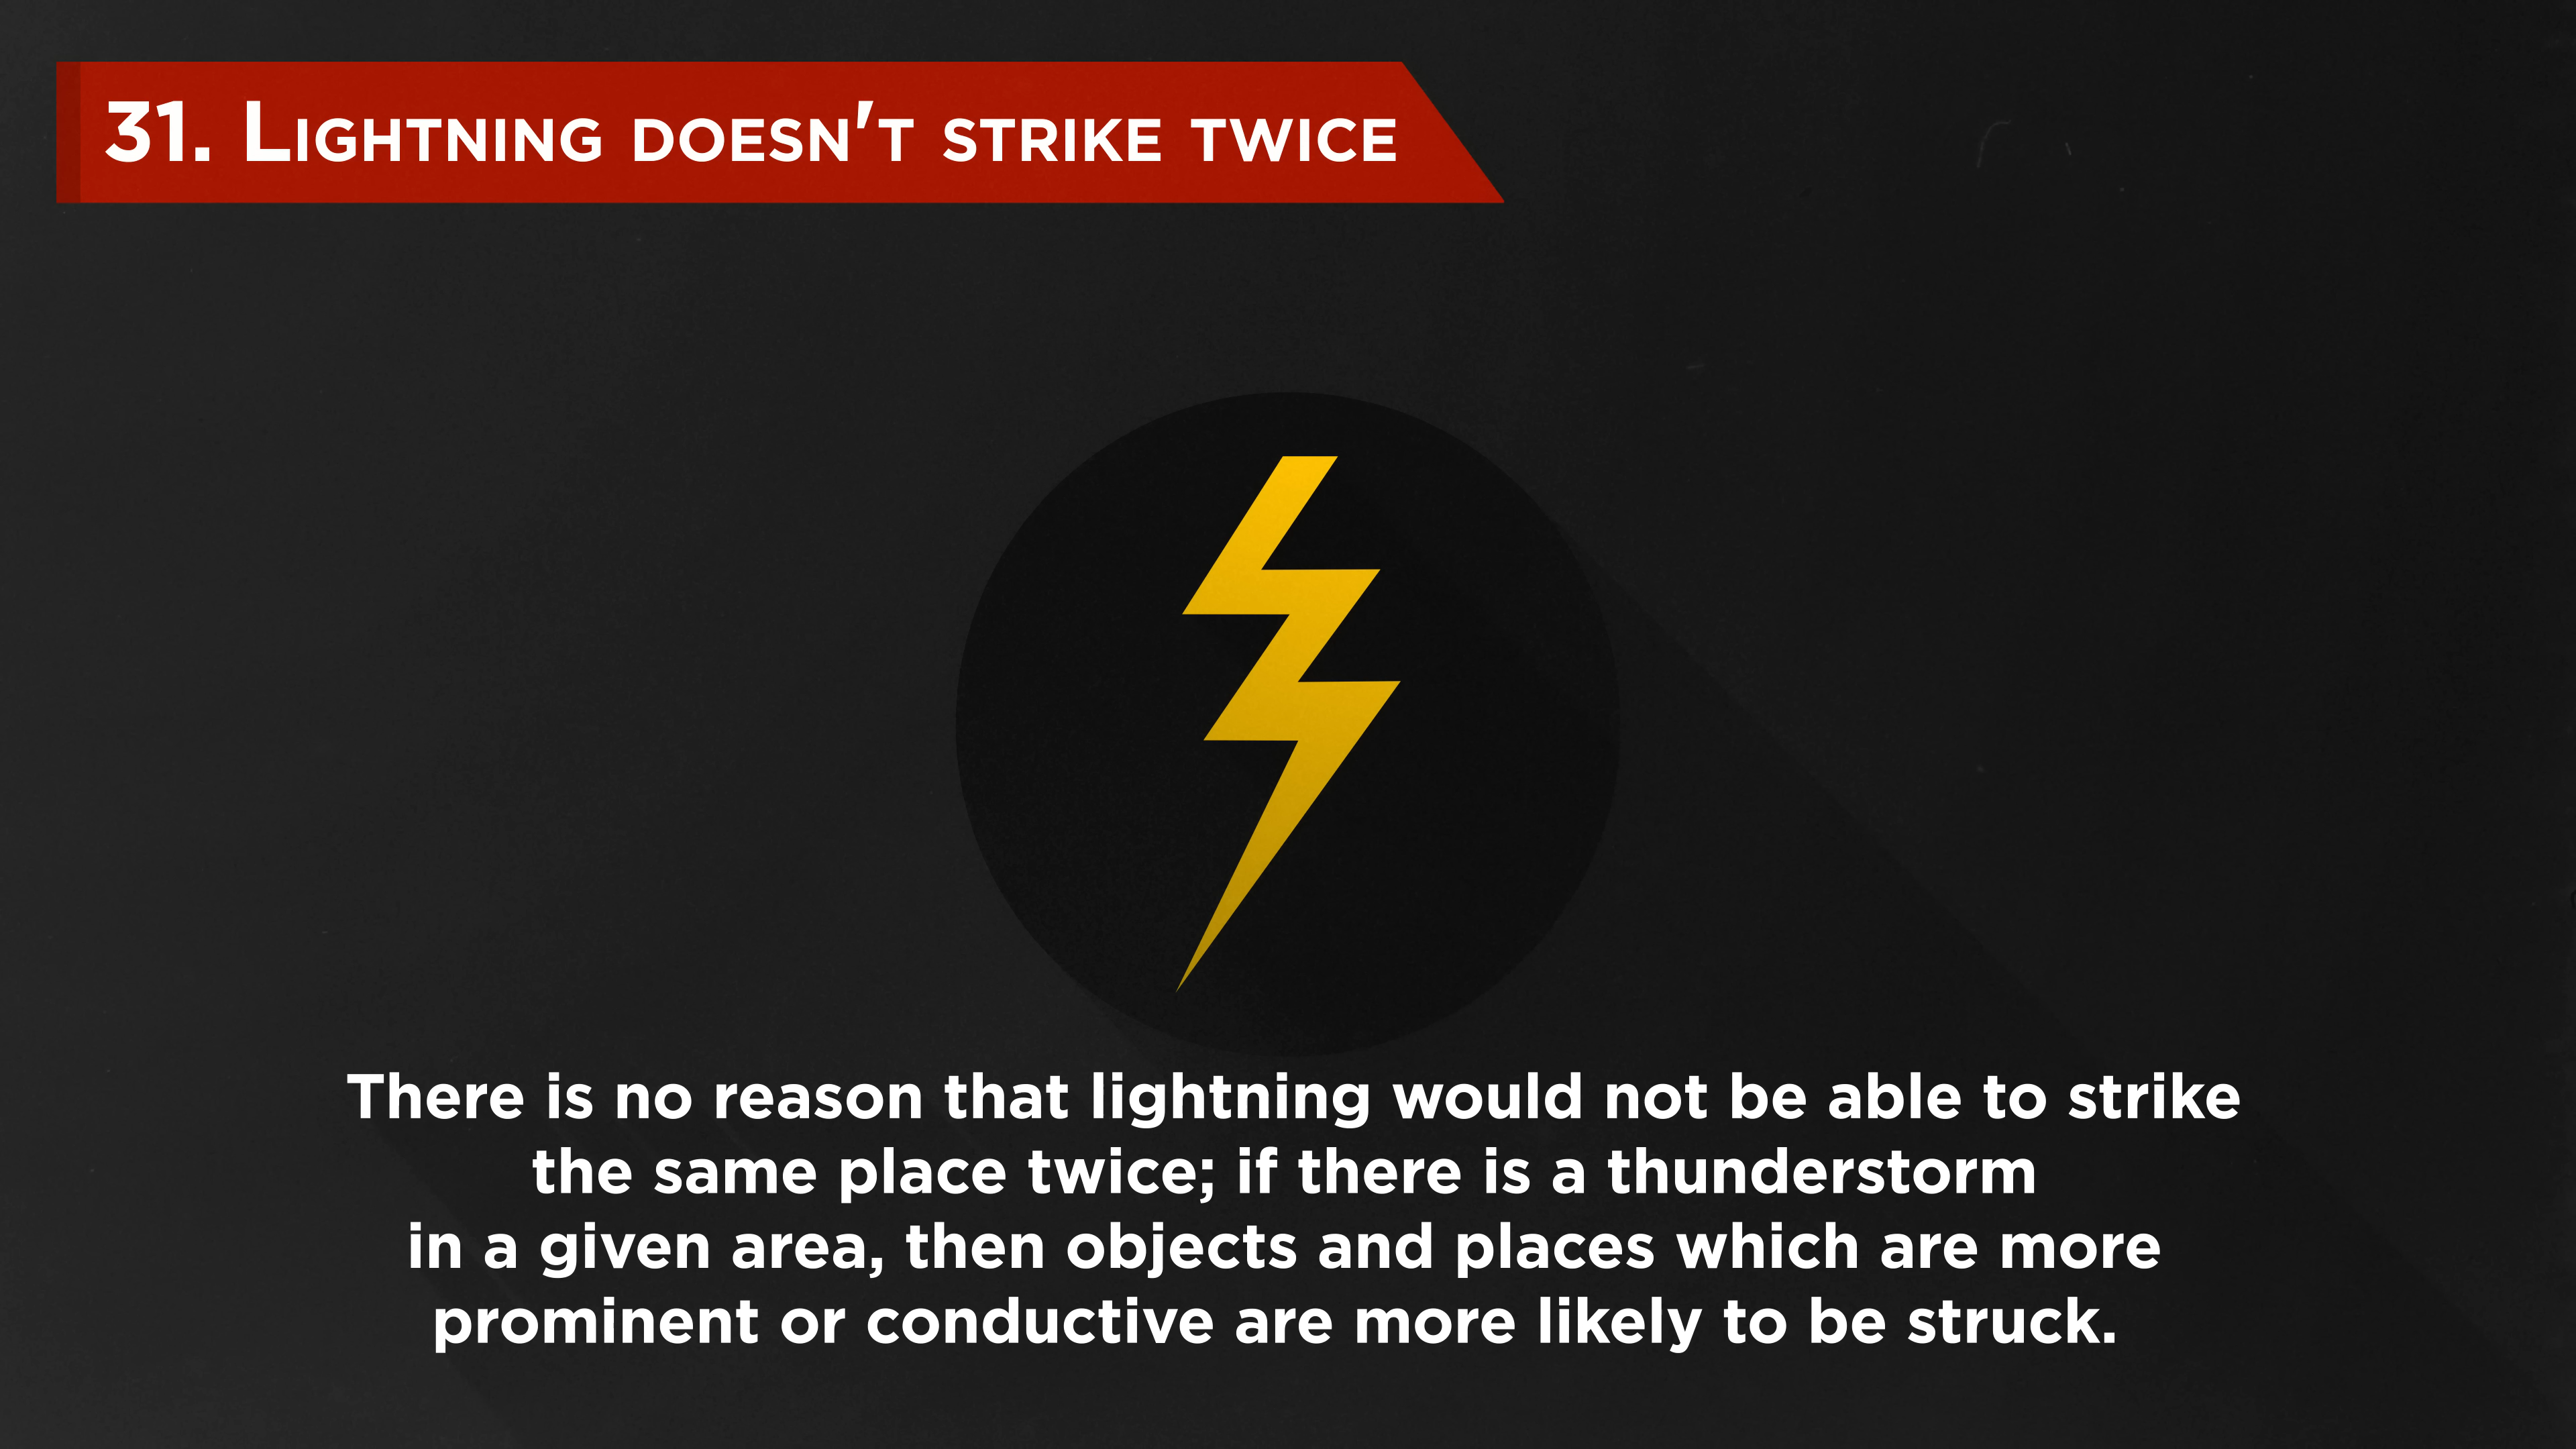 31. Lightning doesn't strike twice
There is no reason that lightning would not be able to strike
the same place twice; if there is a thunderstorm
in a given area, then objects and places which are more
prominent or conductive are more likely to be struck.